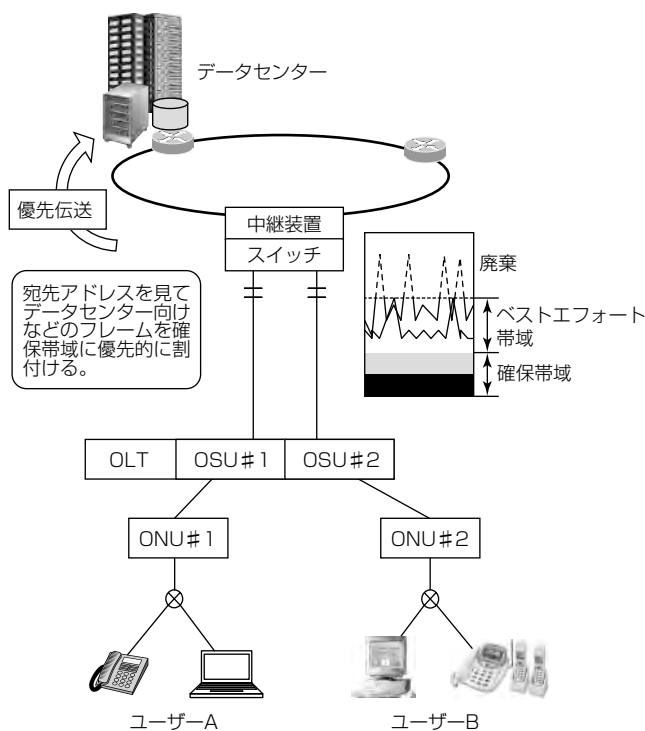 データセンター
優先伝送
中継装置
スイッチ
宛先アドレスを見て
データセンター向け
などのフレームを確
保帯域に優先的に割
付ける。
廃棄
ベストエフォート
帯域
確保帯域
OLT
OSU♯1
OSU♯2
ONU♯1
ONU♯2
ユーザーA
ユーザーB